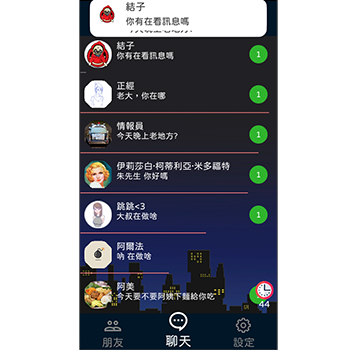 結子
你有在看訊息嗎
結子
你有在看訊息嗎
1
正經
老大，你在哪
1
情報員
今天晚上老地方?
1
伊莉莎白·柯蒂利亞·米多福特
朱先生 你好嗎
1
跳跳<3
大叔在做啥
1
阿爾法
吶 在做啥
阿美
今天要不要阿姨下麵給你吃
44
朋友
聊天
設定